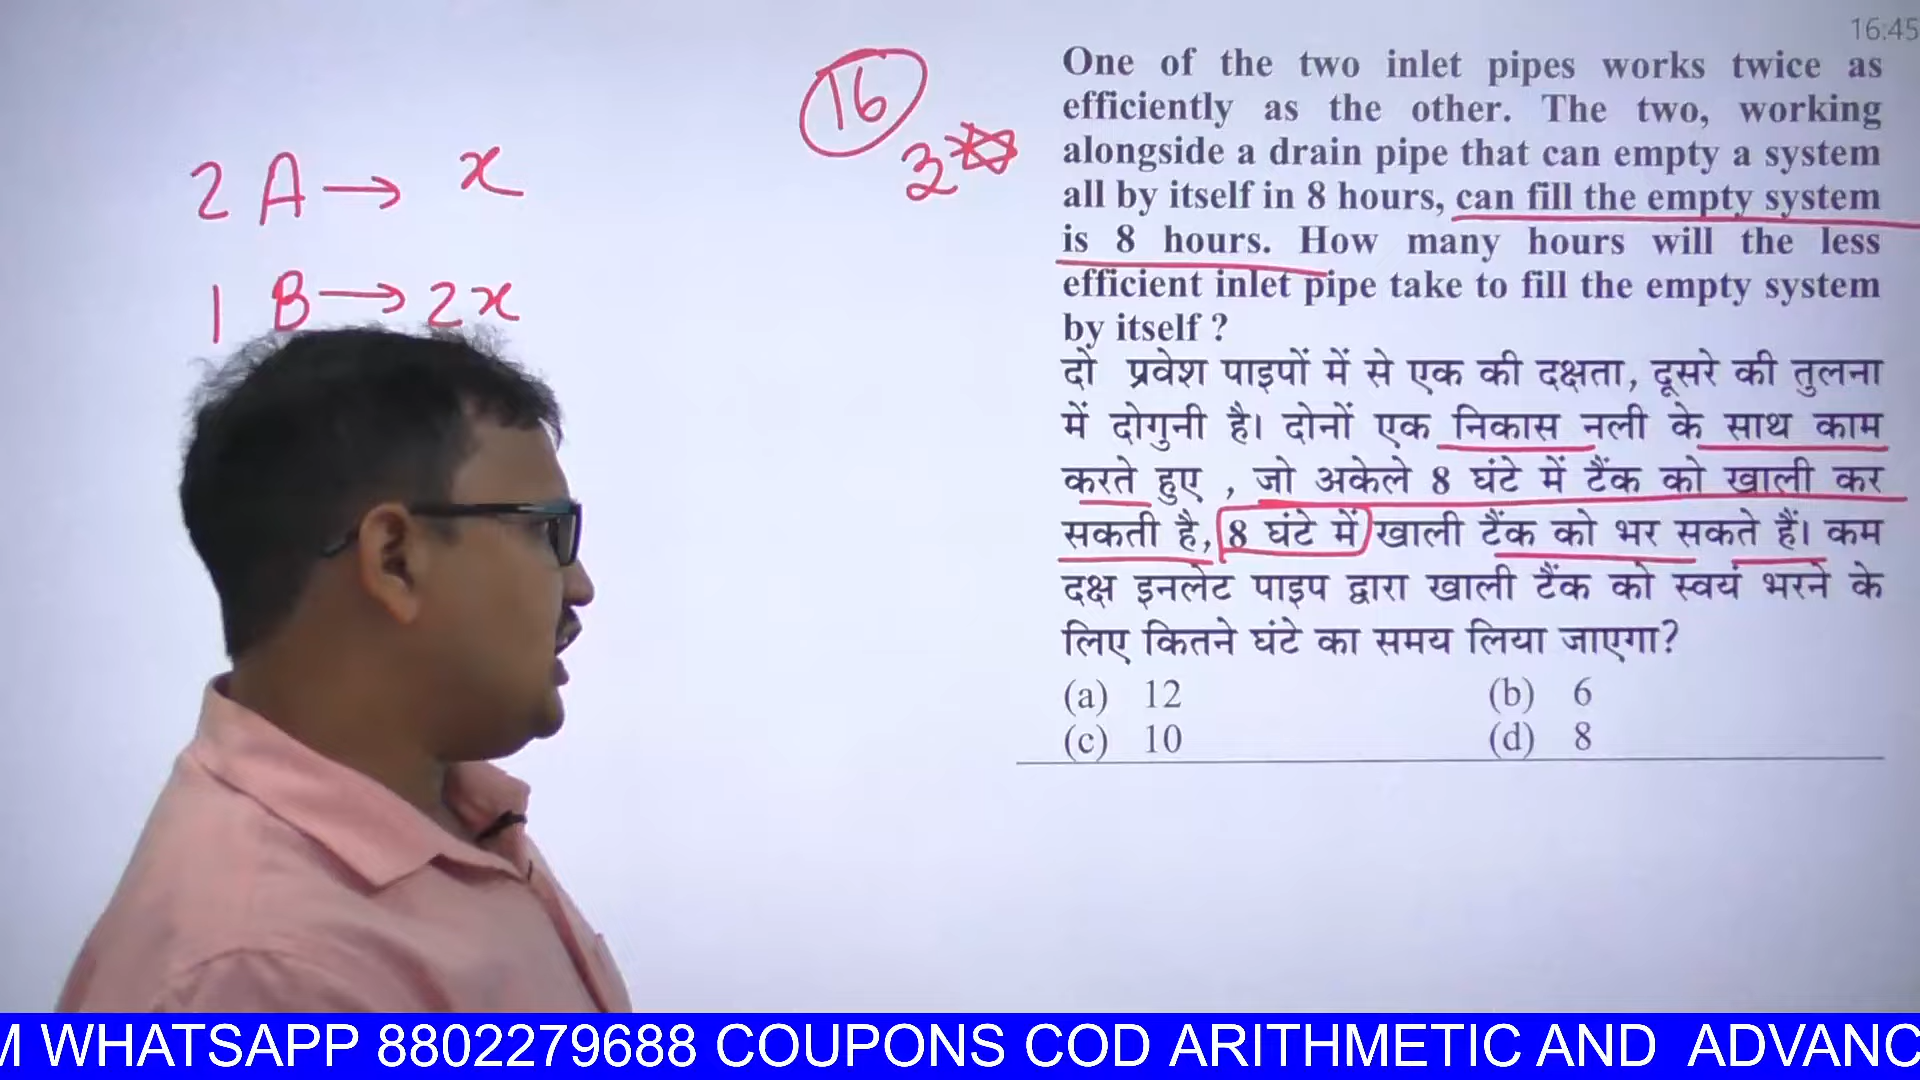 16:45
16
3
2 A → x
1 B → 2x
One of the two inlet pipes works twice as
efficiently as the other. The two, working
alongside a drain pipe that can empty a system
all by itself in 8 hours, can fill the empty system
is 8 hours. How many hours will the less
efficient inlet pipe take to fill the empty system
by itself ?
दो प्रवेश पाइपों में से एक की दक्षता, दूसरे की तुलना
में दोगुनी है। दोनों एक निकास नली के साथ काम
करते हुए , जो अकेले 8 घंटे में टैंक को खाली कर
सकती है, 8 घंटे में खाली टैंक को भर सकते हैं। कम
दक्ष इनलेट पाइप द्वारा खाली टैंक को स्वयं भरने के
लिए कितने घंटे का समय लिया जाएगा?
(a) 12 (b) 6
(c) 10 (d) 8
M WHATSAPP 8802279688 COUPONS COD ARITHMETIC AND ADVANC